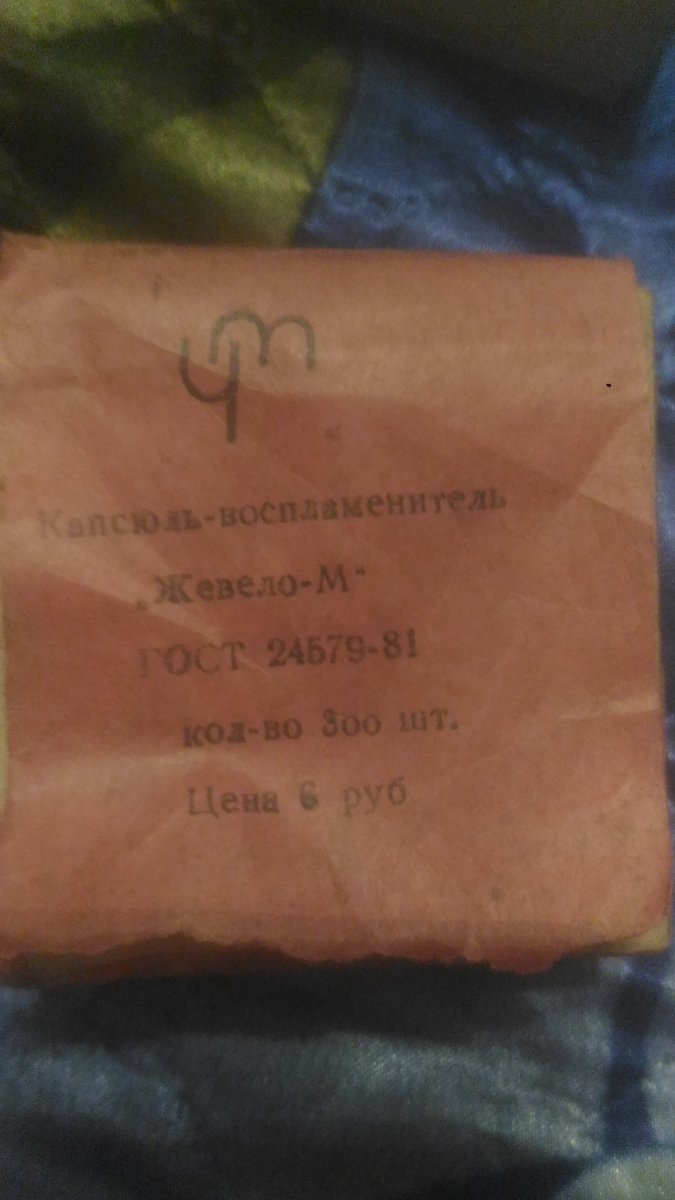 Капсюль-воспламенитель
„Жевело-М"
ГОСТ 24579-81
кол-во 300 шт.
Цена 6 руб